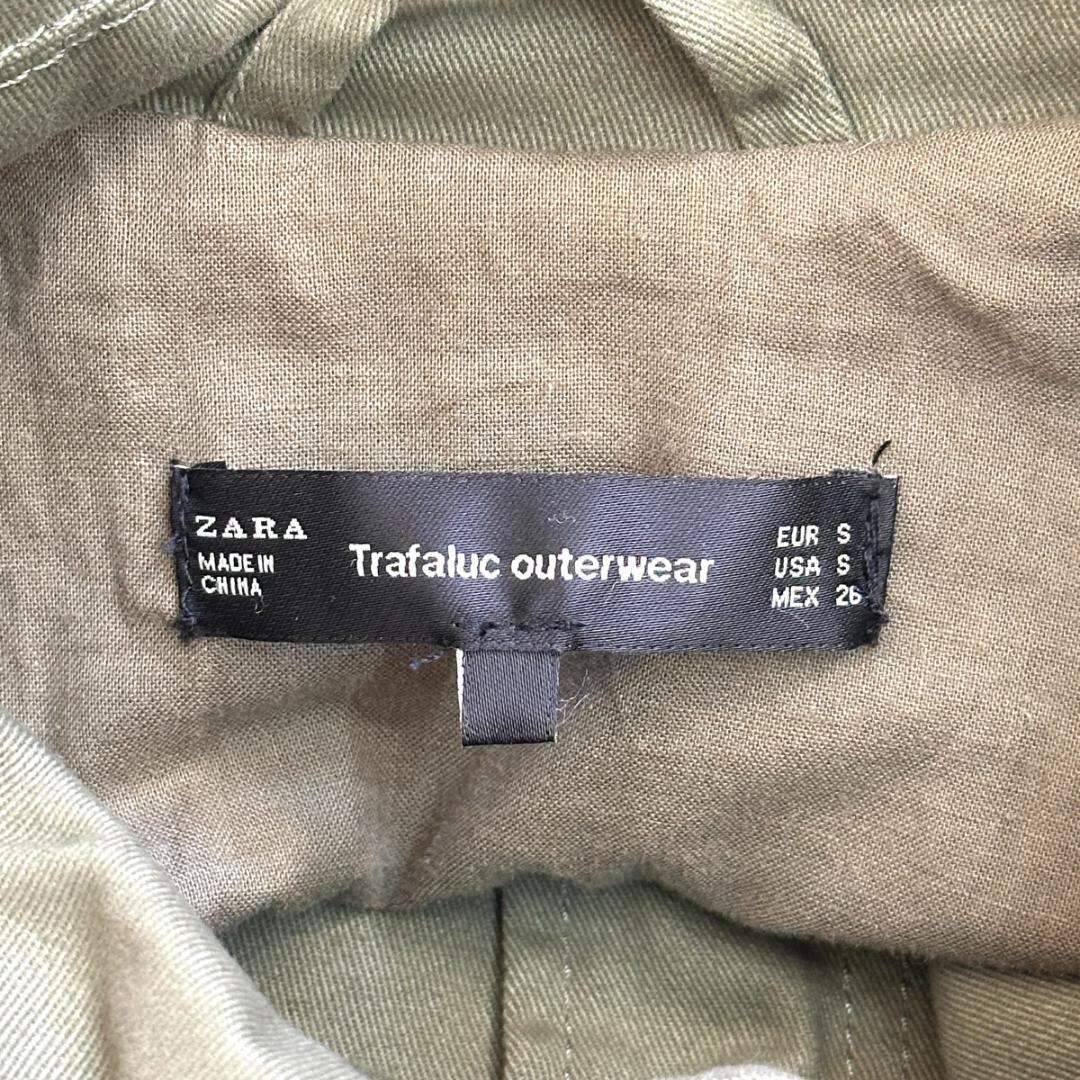 ZARA
MADE IN
CHINA
Trafaluc outerwear
EUR S
USA S
MEX 26